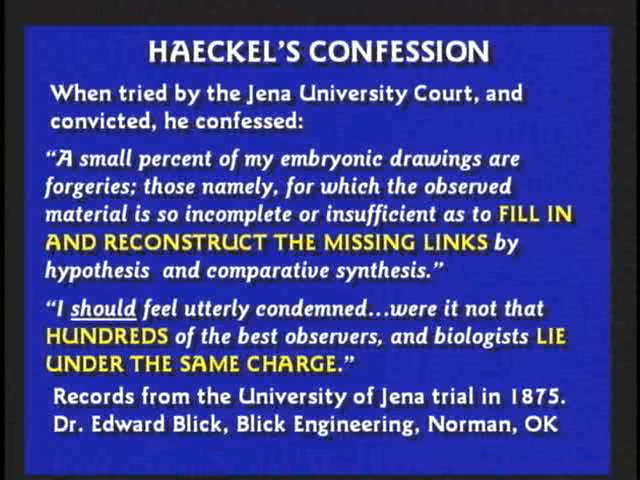 HAECKEL'S CONFESSION
When tried by the Jena University Court, and
convicted, he confessed:
"A small percent of my embryonic drawings are
forgeries; those namely, for which the observed
material is so incomplete or insufficient as to FILL IN
AND RECONSTRUCT THE MISSING LINKS by
hypothesis and comparative synthesis."
"I should feel utterly condemned...were it not that
HUNDREDS of the best observers, and biologists LIE
UNDER THE SAME CHARGE."
Records from the University of Jena trial in 1875.
Dr. Edward Blick, Blick Engineering, Norman, OK